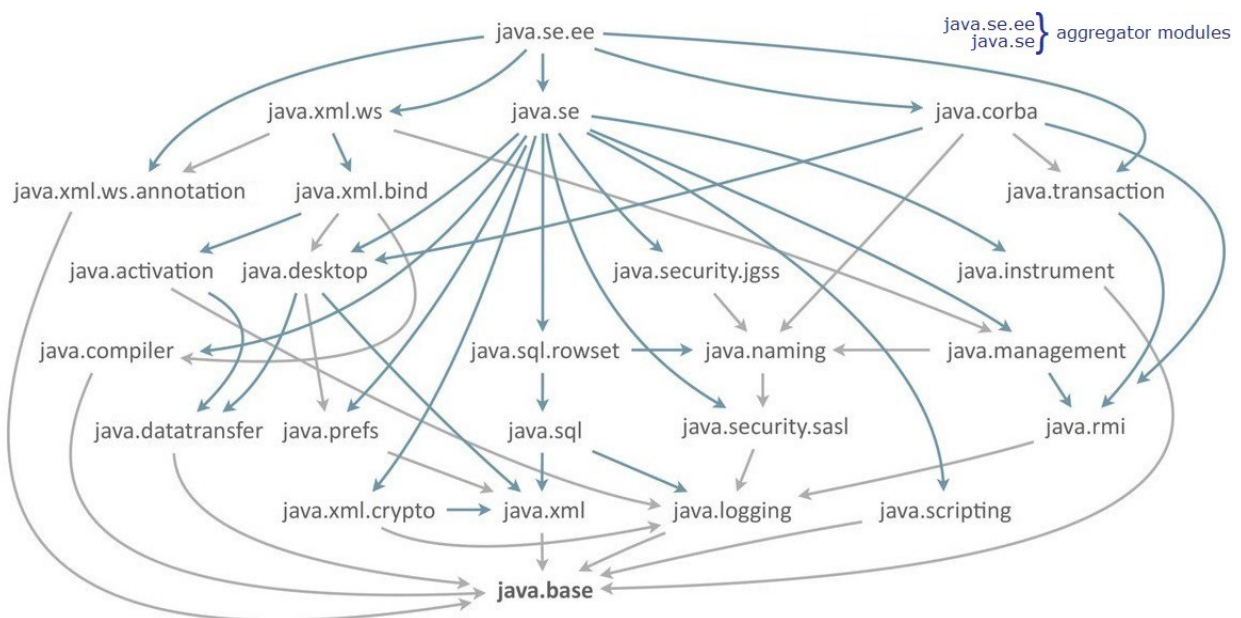 java.se.ee
java.se.ee
java.se
} aggregator modules
java.xml.ws
java.se
java.corba
java.xml.ws.annotation
java.xml.bind
java.transaction
java.activation
java.desktop
java.security.jgss
java.instrument
java.compiler
java.sql.rowset
java.naming
java.management
java.datatransfer
java.prefs
java.sql
java.security.sasl
java.rmi
java.xml.crypto
java.xml
java.logging
java.scripting
java.base